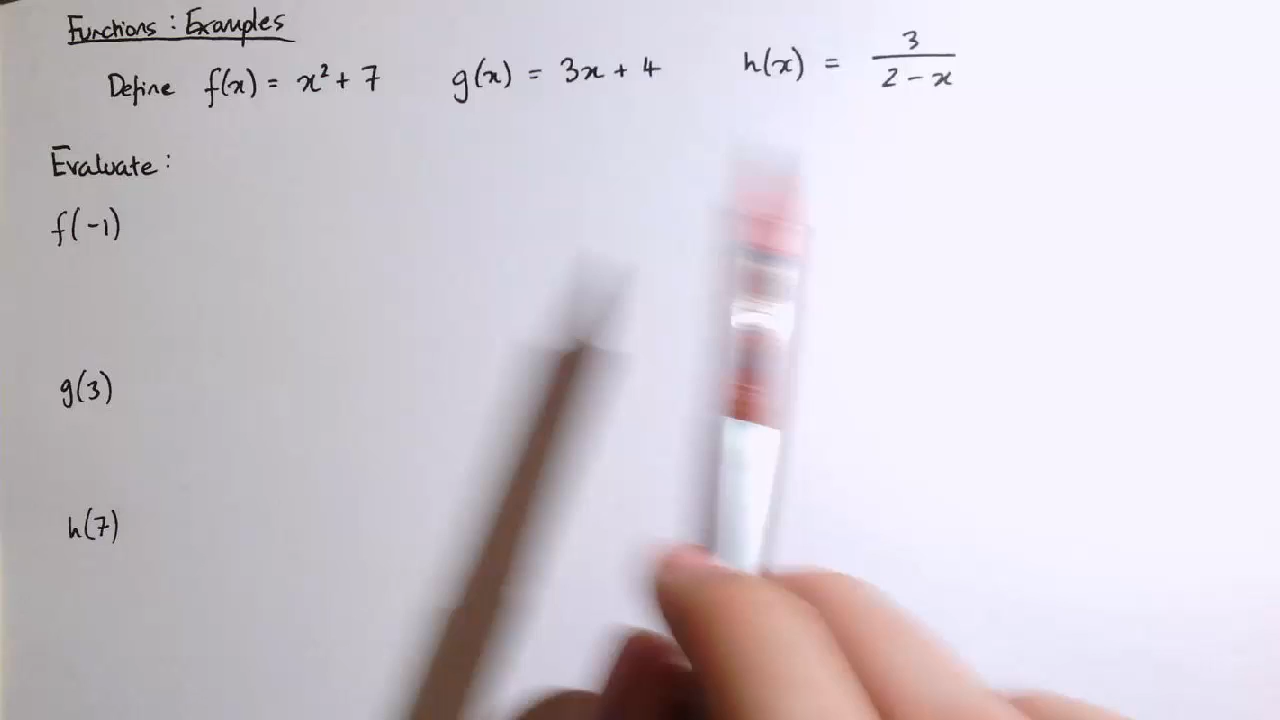 Functions : Examples
Define f(x) = x² + 7 g(x) = 3x + 4 h(x) = 3/(2 - x)
Evaluate :
f(-1)
g(3)
h(7)